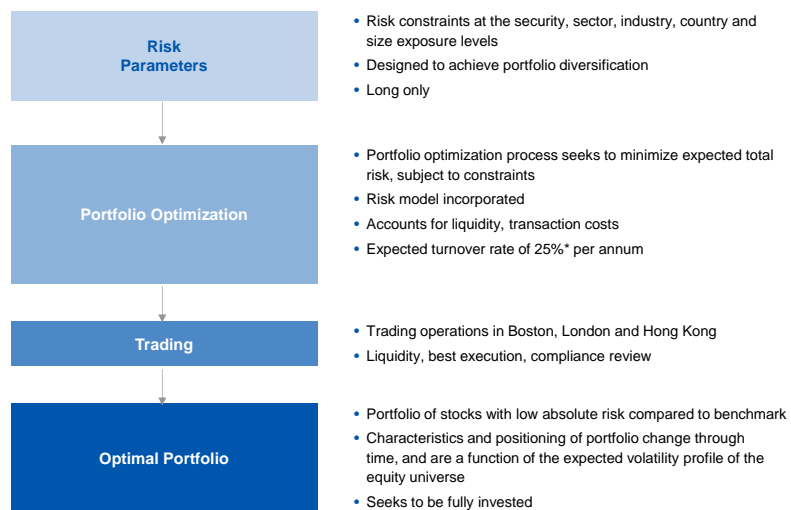 Risk
Parameters
• Risk constraints at the security, sector, industry, country and
size exposure levels
• Designed to achieve portfolio diversification
• Long only
Portfolio Optimization
• Portfolio optimization process seeks to minimize expected total
risk, subject to constraints
• Risk model incorporated
• Accounts for liquidity, transaction costs
• Expected turnover rate of 25%* per annum
Trading
• Trading operations in Boston, London and Hong Kong
• Liquidity, best execution, compliance review
Optimal Portfolio
• Portfolio of stocks with low absolute risk compared to benchmark
• Characteristics and positioning of portfolio change through
time, and are a function of the expected volatility profile of the
equity universe
• Seeks to be fully invested